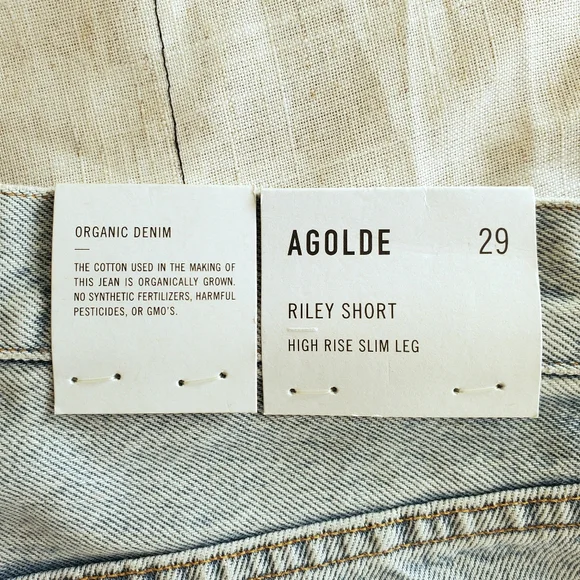 ORGANIC DENIM
THE COTTON USED IN THE MAKING OF
THIS JEAN IS ORGANICALLY GROWN.
NO SYNTHETIC FERTILIZERS, HARMFUL
PESTICIDES, OR GMO'S.
AGOLDE 29
RILEY SHORT
HIGH RISE SLIM LEG